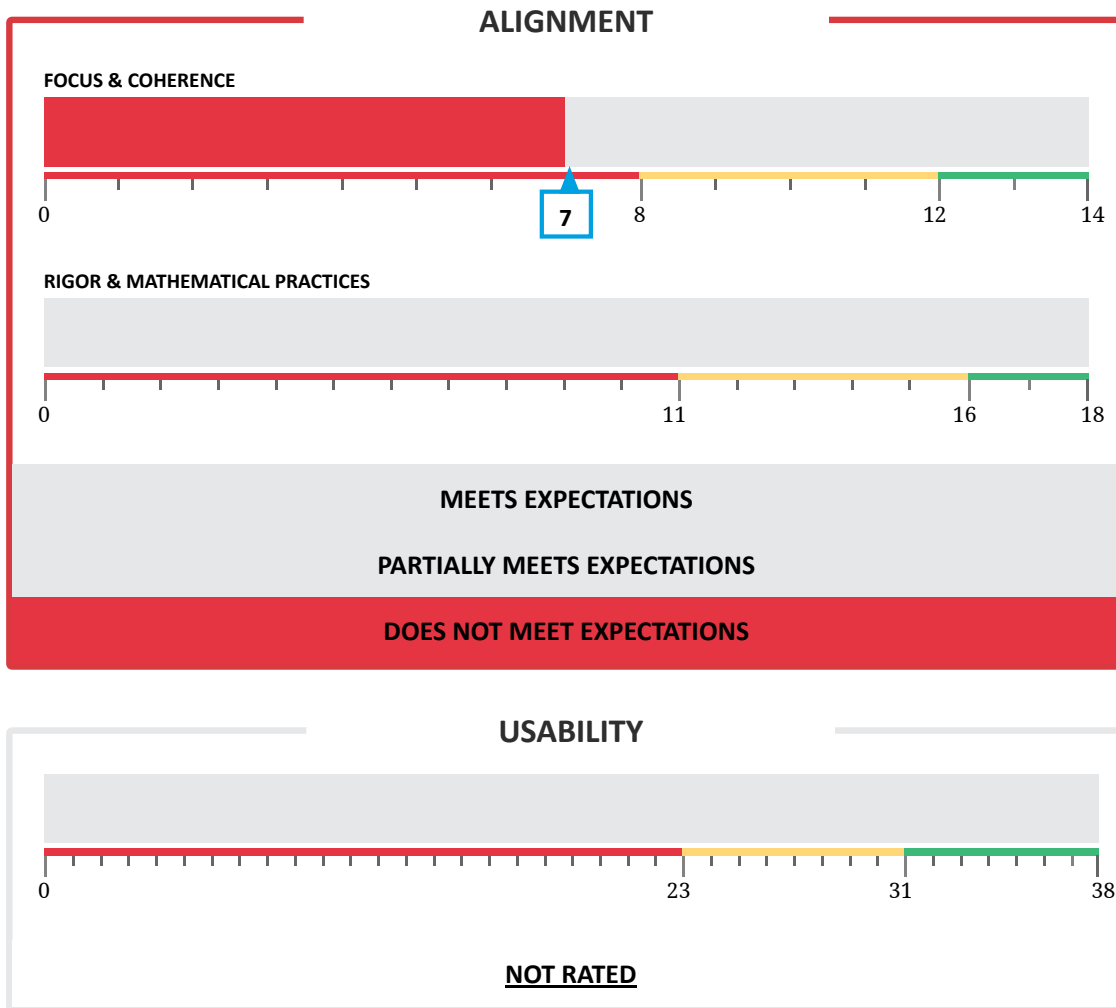 ALIGNMENT
FOCUS & COHERENCE
0 7 8 12 14
RIGOR & MATHEMATICAL PRACTICES
0 11 16 18
MEETS EXPECTATIONS
PARTIALLY MEETS EXPECTATIONS
DOES NOT MEET EXPECTATIONS
USABILITY
0 23 31 38
NOT RATED